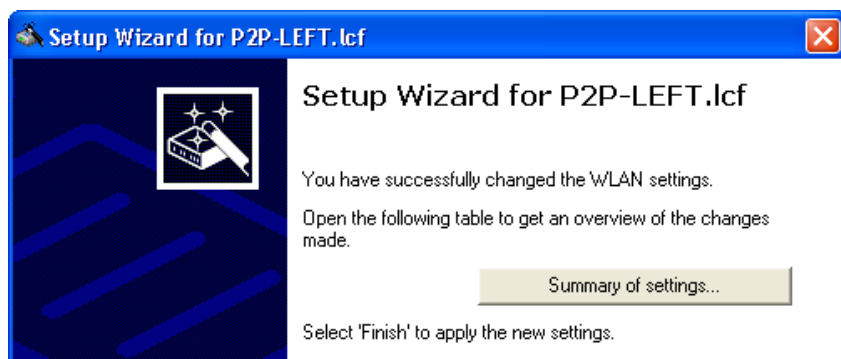 Setup Wizard for P2P-LEFT.lcf
Setup Wizard for P2P-LEFT.lcf
You have successfully changed the WLAN settings.
Open the following table to get an overview of the changes
made.
Summary of settings...
Select 'Finish' to apply the new settings.